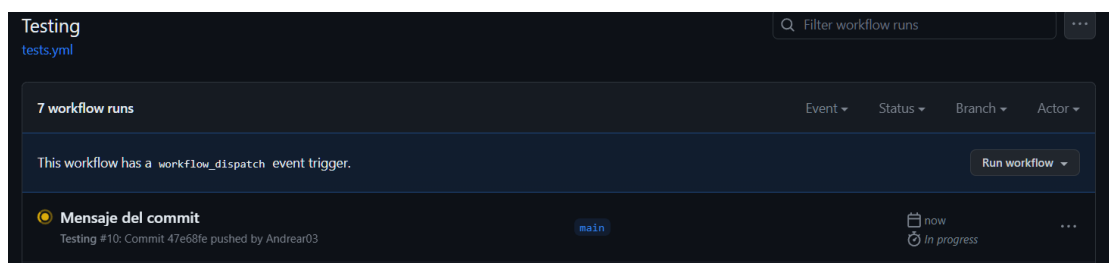 Testing
Filter workflow runs
tests.yml
7 workflow runs
Event Status Branch Actor
This workflow has a workflow_dispatch event trigger.
Run workflow
Mensaje del commit
main
now
Testing #10: Commit 47e68fe pushed by Andrear03
In progress